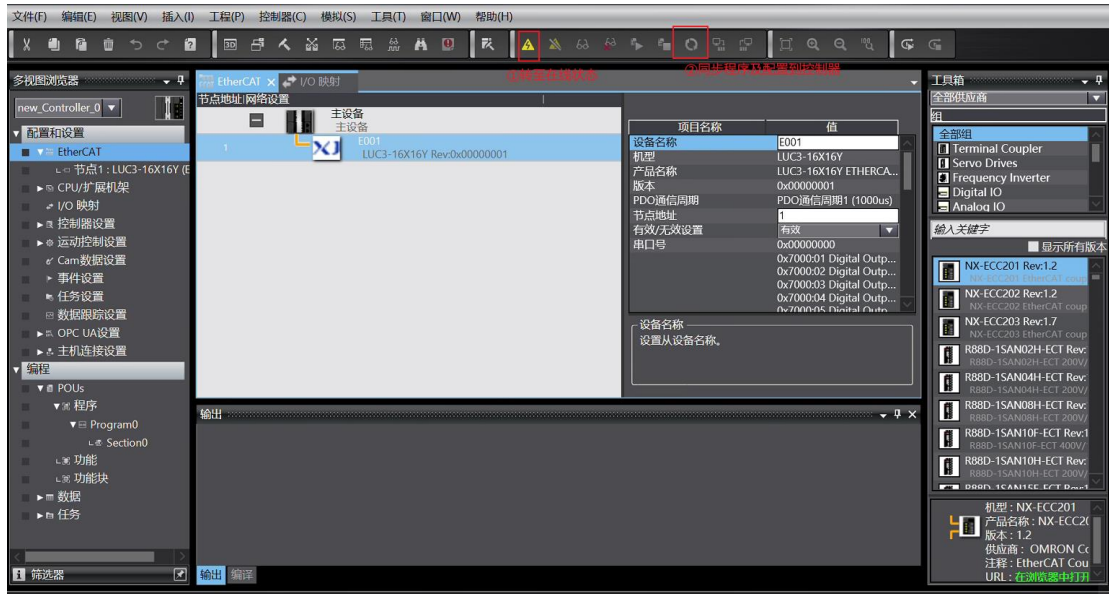 文件(F) 编辑(E) 视图(V) 插入(I) 工程(P) 控制器(C) 模拟(S) 工具(T) 窗口(W) 帮助(H)
多视图浏览器
new_Controller_0
配置和设置
EtherCAT
节点1 : LUC3-16X16Y (E
CPU/扩展机架
I/O 映射
控制器设置
运动控制设置
Cam数据设置
事件设置
任务设置
数据跟踪设置
OPC UA设置
主机连接设置
编程
POUs
程序
Program0
Section0
功能
功能块
数据
任务
筛选器
EtherCAT
I/O 映射
③同步程序及配置到控制器
节点地址|网络设置
主设备
主设备
1
E001
LUC3-16X16Y Rev:0x00000001
项目名称 值
设备名称 E001
机型 LUC3-16X16Y
产品名称 LUC3-16X16Y ETHERCA...
版本 0x00000001
PDO通信周期 PDO通信周期1 (1000us)
节点地址 1
有效/无效设置 有效
串口号 0x00000000
0x7000:01 Digital Outp...
0x7000:02 Digital Outp...
0x7000:03 Digital Outp...
0x7000:04 Digital Outp...
0x7000:05 Digital Outp...
设备名称
设置从设备名称。
输出
输出 编译
工具箱
全部供应商
组
全部组
Terminal Coupler
Servo Drives
Frequency Inverter
Digital IO
Analog IO
输入关键字
显示所有版本
NX-ECC201 Rev:1.2
NX-ECC201 EtherCAT coup
NX-ECC202 Rev:1.2
NX-ECC202 EtherCAT coup
NX-ECC203 Rev:1.7
NX-ECC203 EtherCAT coup
R88D-1SAN02H-ECT Rev:
R88D-1SAN02H-ECT 200V/
R88D-1SAN04H-ECT Rev:
R88D-1SAN04H-ECT 200V/
R88D-1SAN08H-ECT Rev:
R88D-1SAN08H-ECT 200V/
R88D-1SAN10F-ECT Rev:1
R88D-1SAN10F-ECT 400V/
R88D-1SAN10H-ECT Rev:
R88D-1SAN10H-ECT 200V/
R88D-1SAN15F-ECT Rev:1
机型 : NX-ECC201
产品名称 : NX-ECC2(
版本 : 1.2
供应商 : OMRON Cc
注释 : EtherCAT Cou
URL : 在浏览器中打开